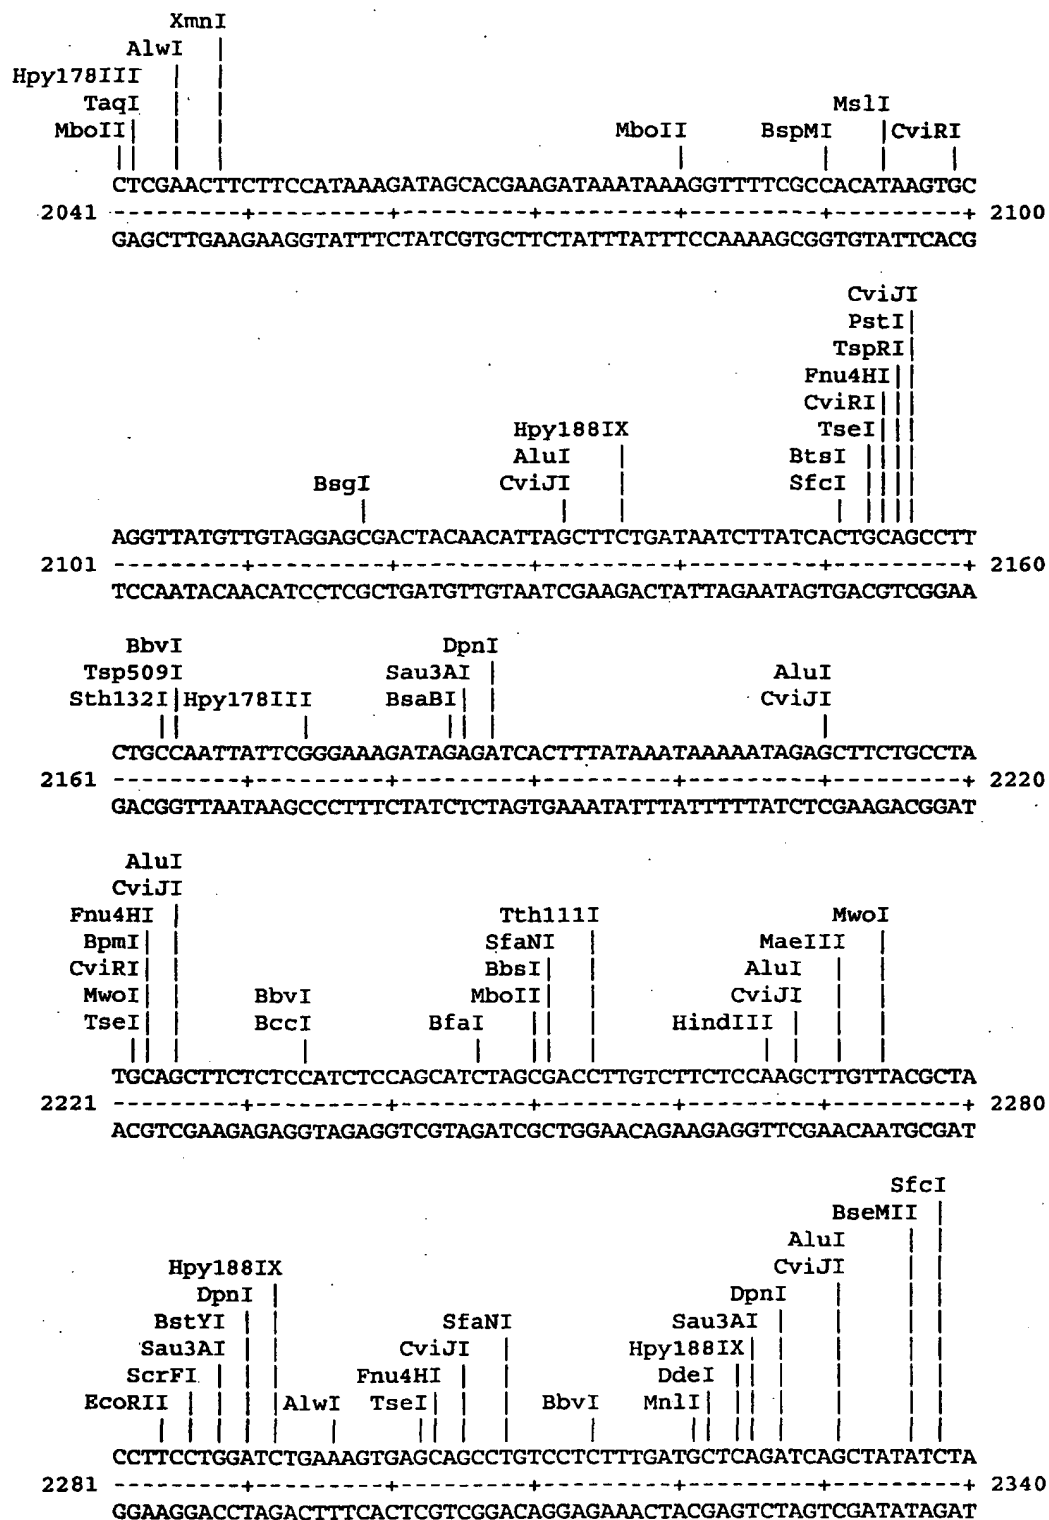 XmnI
AlwI
Hpy178III
TaqI
MboII MboII BspMI MslI CviRI
CTCGAACTTCTTCCATAAAGATAGCACGAAGATAAATAAAGGTTTTCGCCACATAAGTGC
2041 ---------+---------+---------+---------+---------+---------+ 2100
GAGCTTGAAGAAGGTATTTCTATCGTGCTTCTATTTATTTCCAAAAGCGGTGTATTCACG
CviJI
PstI
TspRI
Fnu4HI
CviRI
Hpy188IX TseI
AluI BtsI
BsgI CviJI SfcI
AGGTTATGTTGTAGGAGCGACTACAACATTAGCTTCTGATAATCTTATCACTGCAGCCTT
2101 ---------+---------+---------+---------+---------+---------+ 2160
TCCAATACAACATCCTCGCTGATGTTGTAATCGAAGACTATTAGAATAGTGACGTCGGAA
BbvI DpnI
Tsp509I Sau3AI AluI
Sth132I Hpy178III BsaBI CviJI
CTGCCAATTATTCGGGAAAGATAGAGATCACTTTATAAATAAAAATAGAGCTTCTGCCTA
2161 ---------+---------+---------+---------+---------+---------+ 2220
GACGGTTAATAAGCCCTTTCTATCTCTAGTGAAATATTTATTTTTATCTCGAAGACGGAT
AluI
CviJI
Fnu4HI Tth111I MwoI
BpmI SfaNI MaeIII
CviRI BbsI AluI
MwoI BbvI MboII CviJI
TseI BccI BfaI HindIII
TGCAGCTTCTCTCCATCTCCAGCATCTAGCGACCTTGTCTTCTCCAAGCTTGTTACGCTA
2221 ---------+---------+---------+---------+---------+---------+ 2280
ACGTCGAAGAGAGGTAGAGGTCGTAGATCGCTGGAACAGAAGAGGTTCGAACAATGCGAT
SfcI
BseMII
AluI
Hpy188IX CviJI
DpnI DpnI
BstYI SfaNI Sau3AI
Sau3AI CviJI Hpy188IX
ScrFI Fnu4HI DdeI
EcoRII AlwI TseI BbvI MnlI
CCTTCCTGGATCTGAAAGTGAGCAGCCTGTCCTCTTTGATGCTCAGATCAGCTATATCTA
2281 ---------+---------+---------+---------+---------+---------+ 2340
GGAAGGACCTAGACTTTCACTCGTCGGACAGGAGAAACTACGAGTCTAGTCGATATAGAT